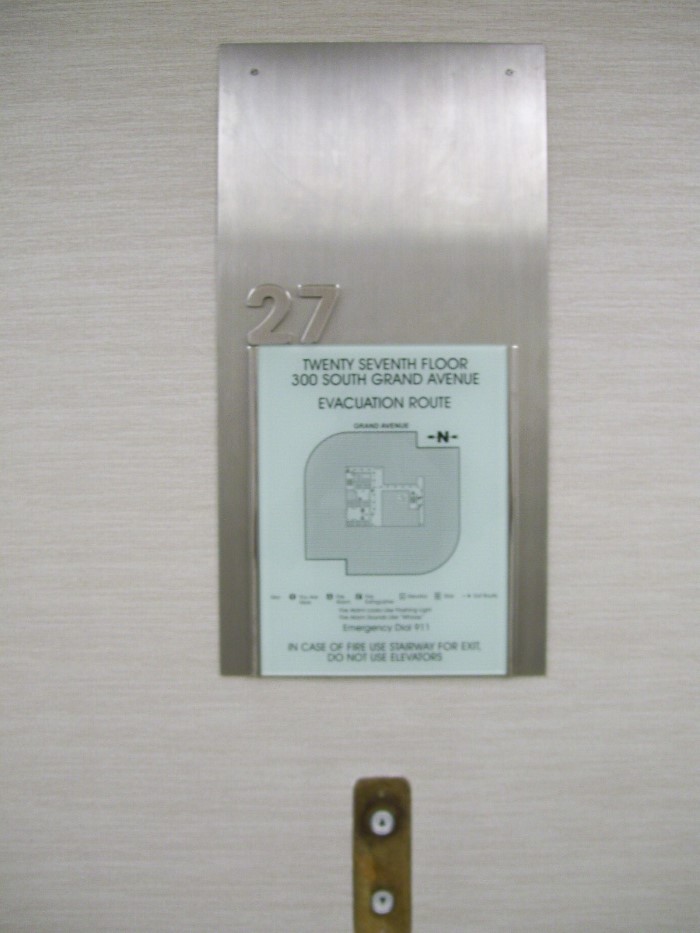 27
TWENTY SEVENTH FLOOR
300 SOUTH GRAND AVENUE
EVACUATION ROUTE
GRAND AVENUE
-N-
Emergency Dial 911
IN CASE OF FIRE USE STAIRWAY FOR EXIT,
DO NOT USE ELEVATORS